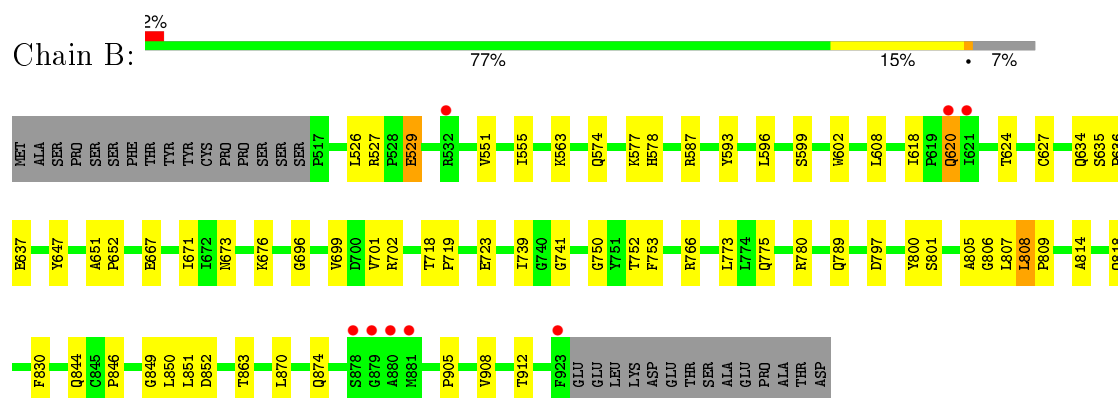 2%
Chain B:
77% 15% • 7%
MET ALA SER PRO SER SER PHE THR TYR TYR CYS PRO PRO SER SER SER P517 L526 R527 P528 E529 R532 V551 I555 K563 Q574 K577 H578 R587 Y593 L596 S599 W602 L608 I618 P619 Q620 I621 T624 C627 Q634 S635
E637 Y647 A651 P652 E667 I671 I672 N673 K676 G696 V699 D700 V701 R702 T718 P719 E723 I739 G740 G741 G750 Y751 T752 F753 R766 L773 L774 Q775 R780 Q789 D797 Y800 S801 A805 G806 L807 L808 P809 A814
F830 Q844 C845 P846 G849 L850 L851 D852 T863 L870 Q874 S878 G879 A880 M881 P905 V908 T912 F923 GLU GLU LEU LYS ASP GLU THR SER ALA GLU PRO ALA THR ASP